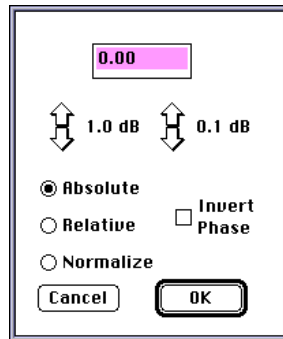 0.00
1.0 dB 0.1 dB
Absolute
Invert
Phase
Relative
Normalize
Cancel OK